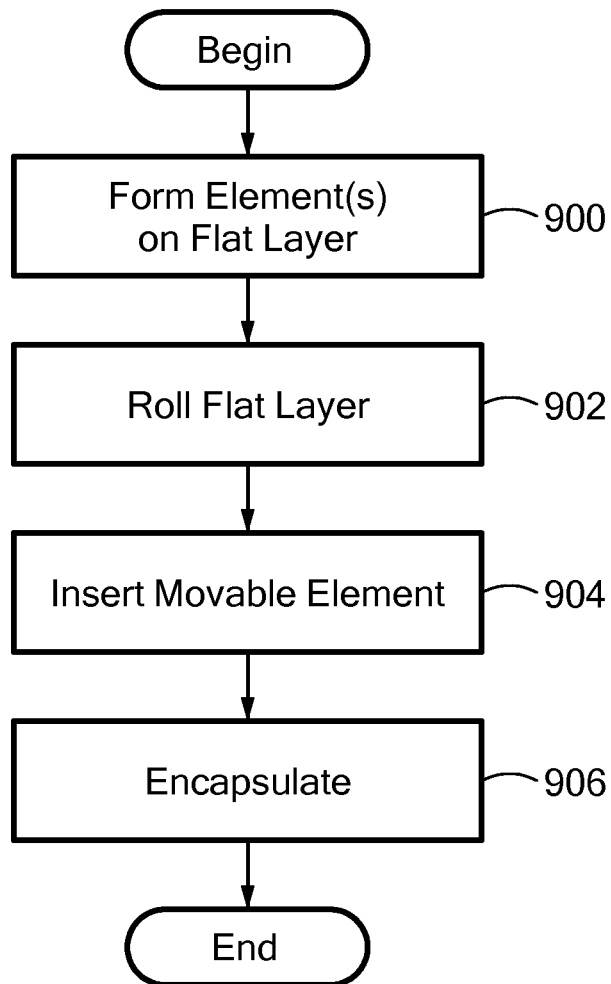 Begin
Form Element(s)
on Flat Layer
900
Roll Flat Layer
902
Insert Movable Element
904
Encapsulate
906
End